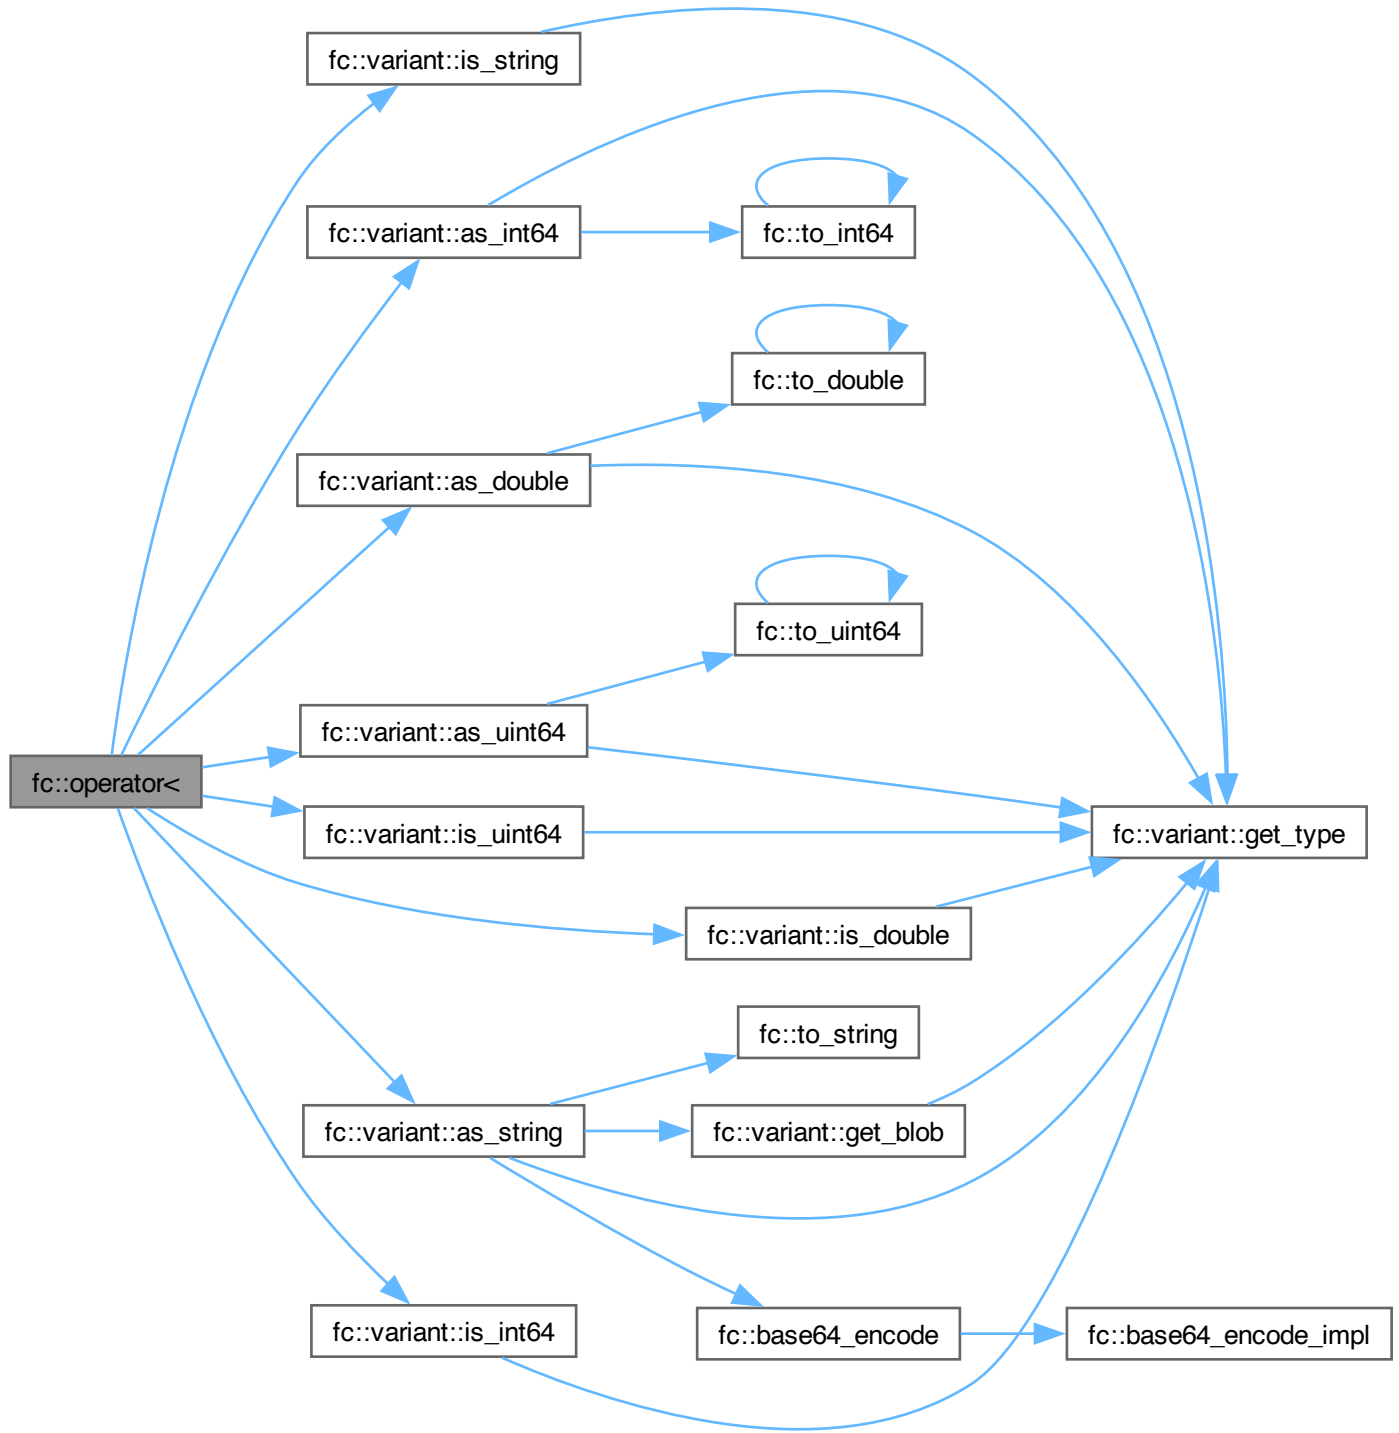 fc::variant::is_string
fc::variant::as_int64
fc::to_int64
fc::to_double
fc::variant::as_double
fc::to_uint64
fc::variant::as_uint64
fc::operator<
fc::variant::is_uint64
fc::variant::get_type
fc::variant::is_double
fc::to_string
fc::variant::as_string
fc::variant::get_blob
fc::variant::is_int64
fc::base64_encode
fc::base64_encode_impl